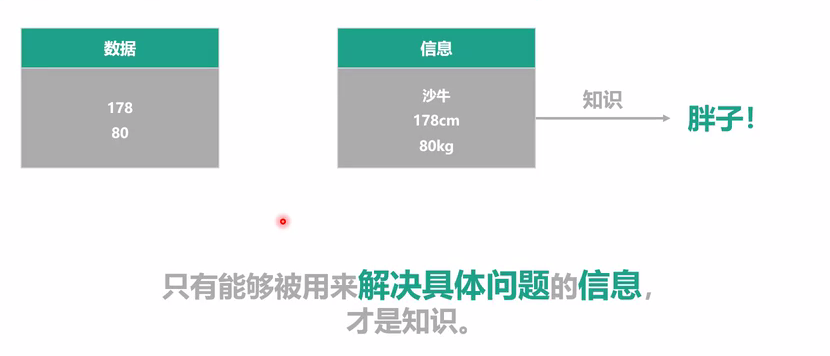 数据
178
80
信息
沙牛
178cm
80kg
知识
胖子！
只有能够被用来解决具体问题的信息，
才是知识。